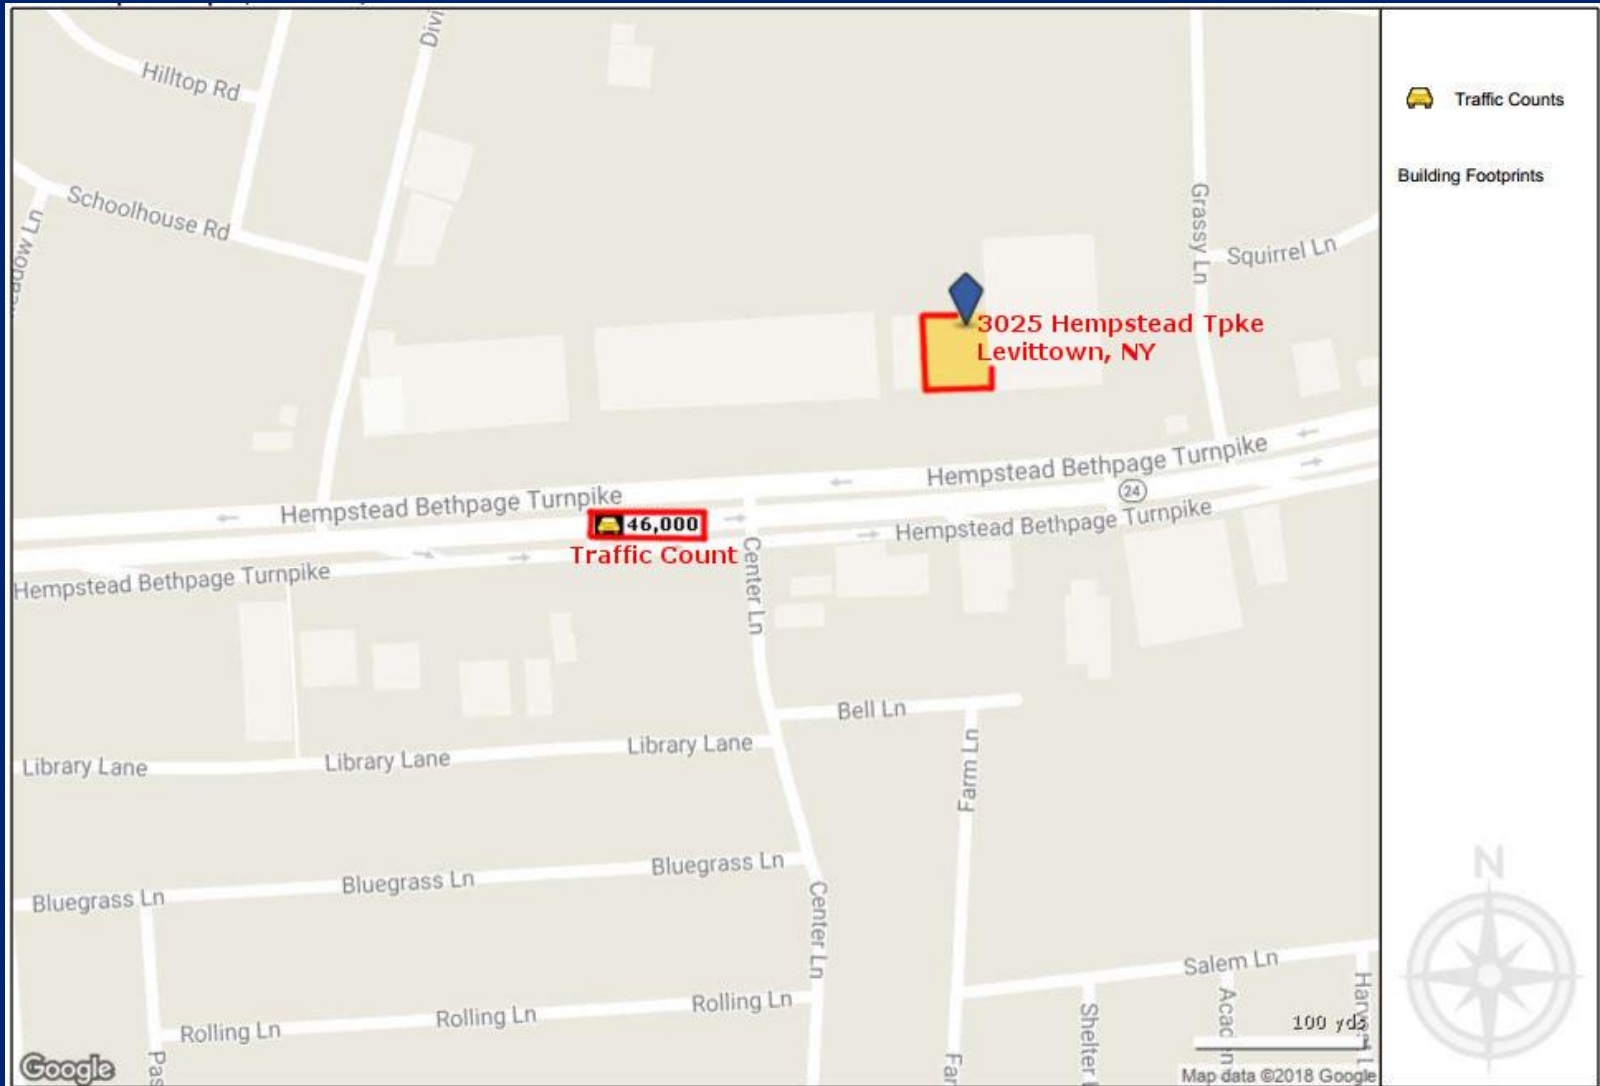 Hilltop Rd
Divi
Traffic Counts
Building Footprints
Schoolhouse Rd
Grassy Ln
Squirrel Ln
3025 Hempstead Tpke
Levittown, NY
Hempstead Bethpage Turnpike
24
Hempstead Bethpage Turnpike
46,000
Traffic Count
Hempstead Bethpage Turnpike
Hempstead Bethpage Turnpike
Center Ln
Bell Ln
Farm Ln
Library Lane
Library Lane
Library Lane
Bluegrass Ln
Bluegrass Ln
Bluegrass Ln
Center Ln
Rolling Ln
Rolling Ln
Rolling Ln
Salem Ln
N
100 yds
Google
Map data ©2018 Google